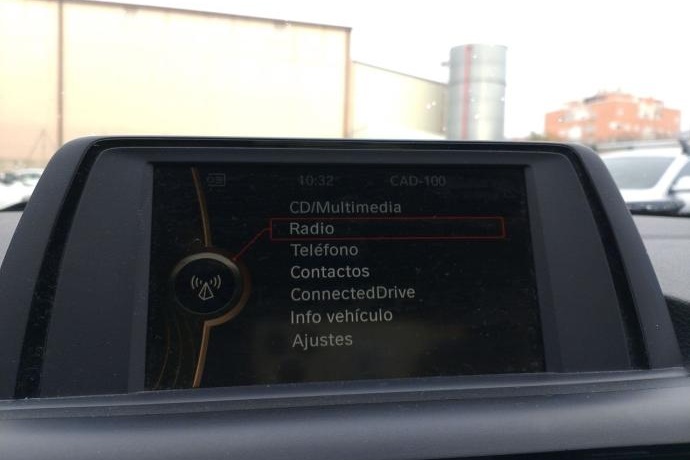 10:32 CAD-100
CD/Multimedia
Radio
Teléfono
Contactos
ConnectedDrive
Info vehículo
Ajustes